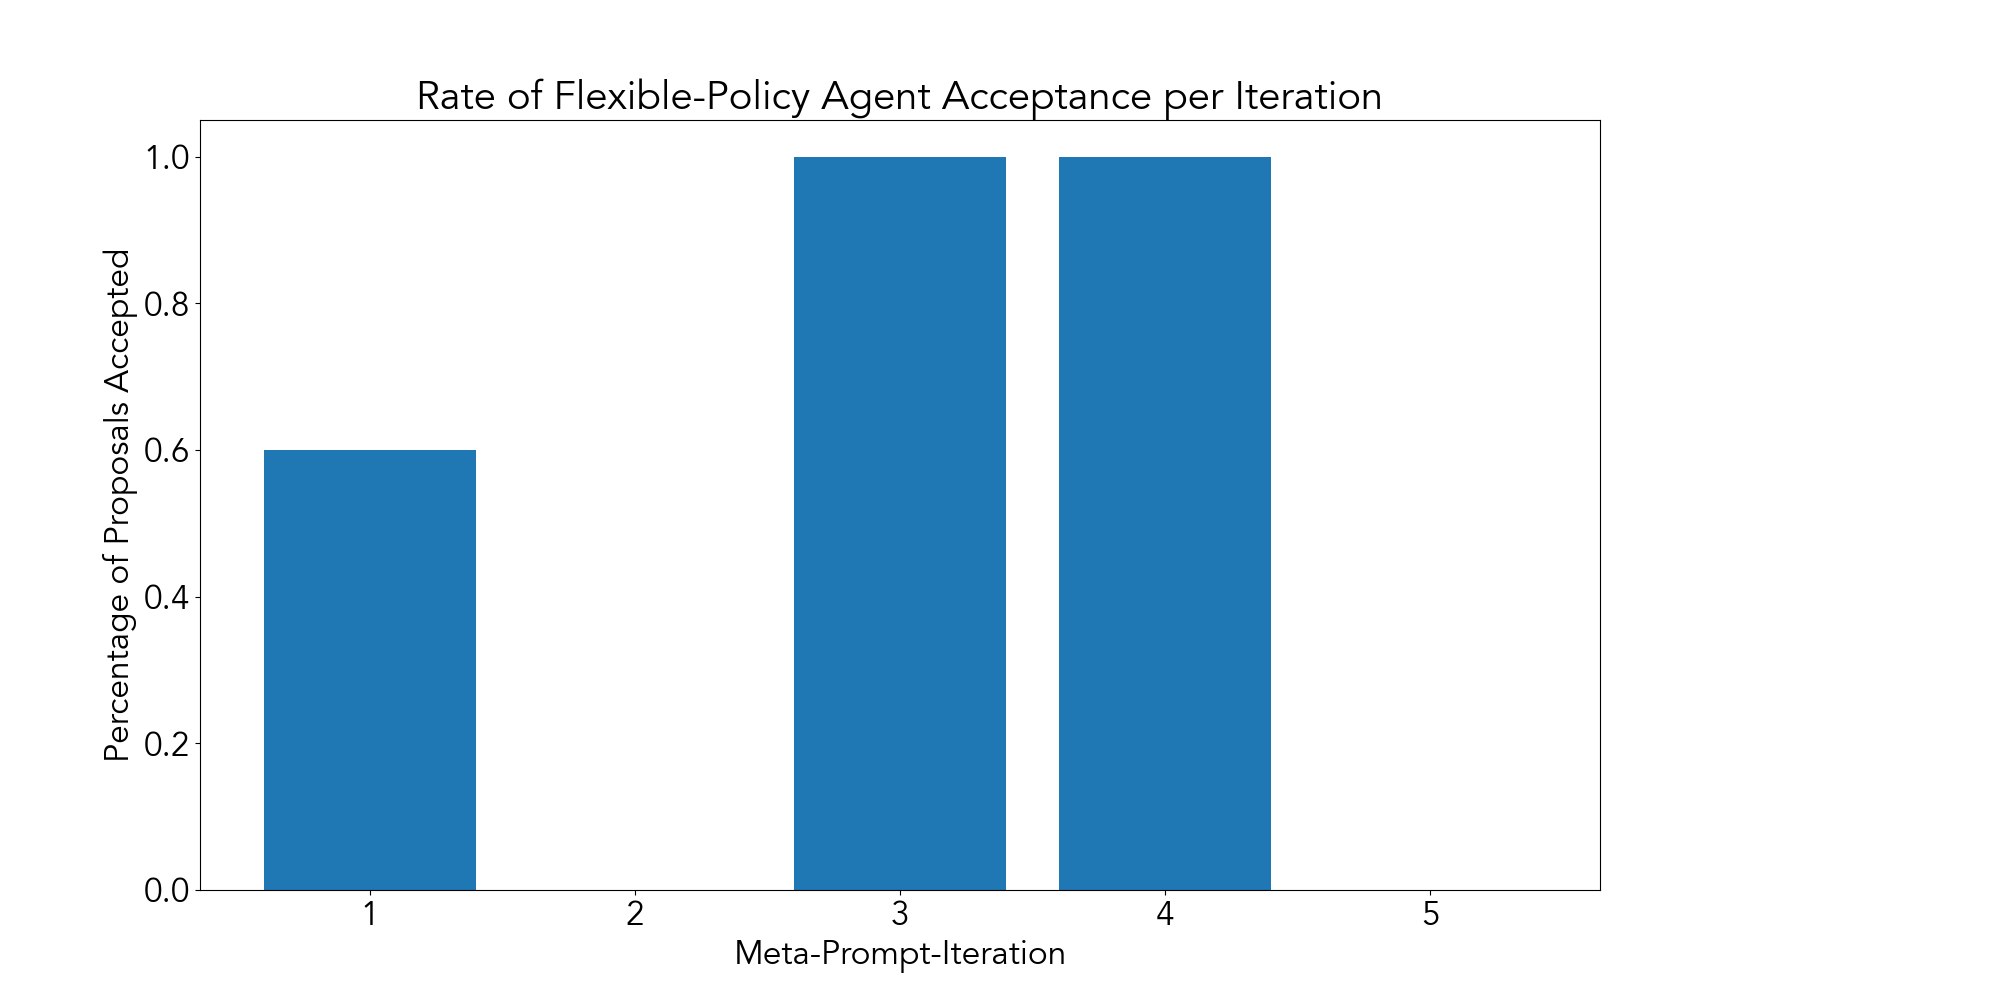 Rate of Flexible-Policy Agent Acceptance per Iteration
Percentage of Proposals Accepted
1.0
0.8
0.6
0.4
0.2
0.0
1 2 3 4 5
Meta-Prompt-Iteration